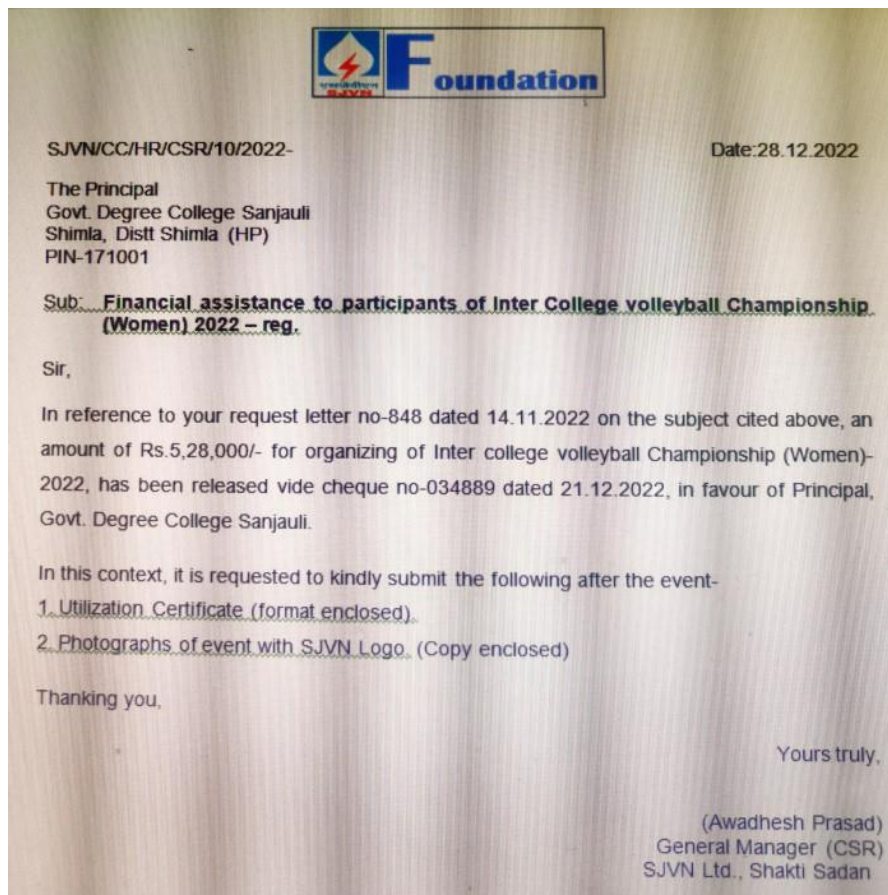 एसजेवीएन
SJVN
Foundation
SJVN/CC/HR/CSR/10/2022-
Date:28.12.2022
The Principal
Govt. Degree College Sanjauli
Shimla, Distt Shimla (HP)
PIN-171001
Sub: Financial assistance to participants of Inter College volleyball Championship
(Women) 2022 – reg.
Sir,
In reference to your request letter no-848 dated 14.11.2022 on the subject cited above, an
amount of Rs.5,28,000/- for organizing of Inter college volleyball Championship (Women)-
2022, has been released vide cheque no-034889 dated 21.12.2022, in favour of Principal,
Govt. Degree College Sanjauli.
In this context, it is requested to kindly submit the following after the event-
1. Utilization Certificate (format enclosed).
2. Photographs of event with SJVN Logo. (Copy enclosed)
Thanking you,
Yours truly,
(Awadhesh Prasad)
General Manager (CSR)
SJVN Ltd., Shakti Sadan